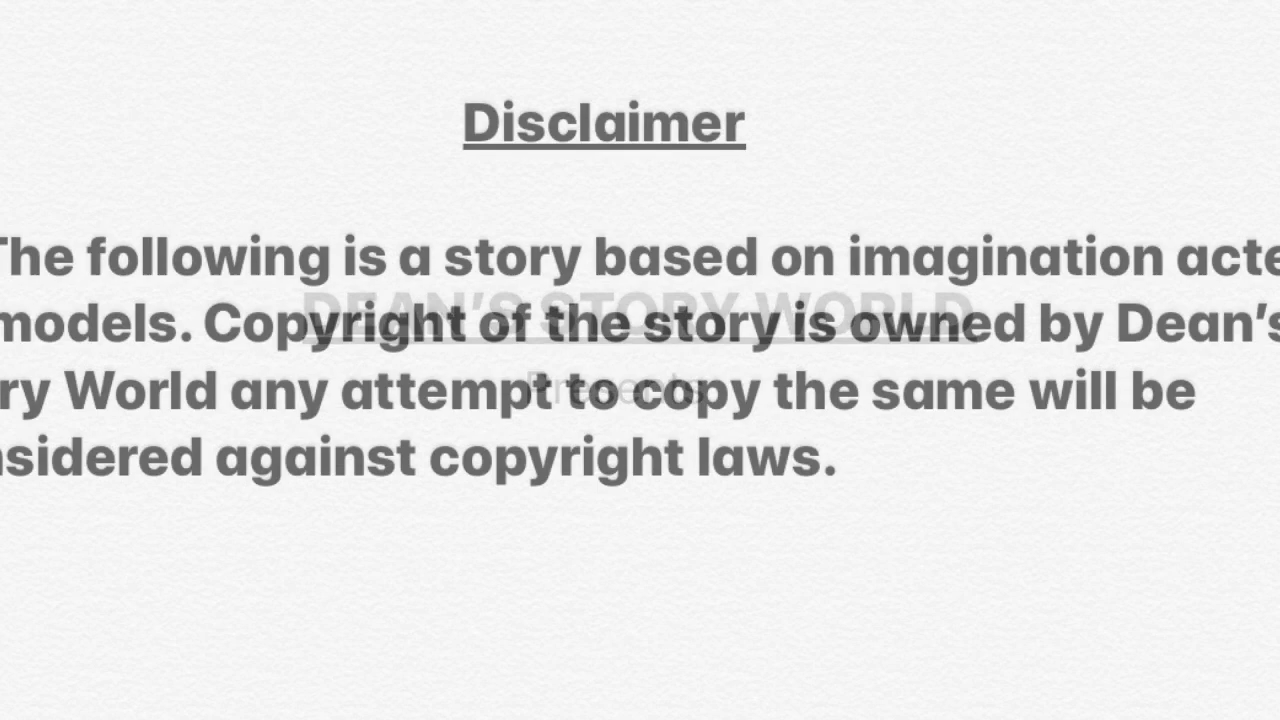 Disclaimer
The following is a story based on imagination acte
models. Copyright of the story is owned by Dean's
DEAN'S STORY WORLD
ry World any attempt to copy the same will be
Presents
nsidered against copyright laws.